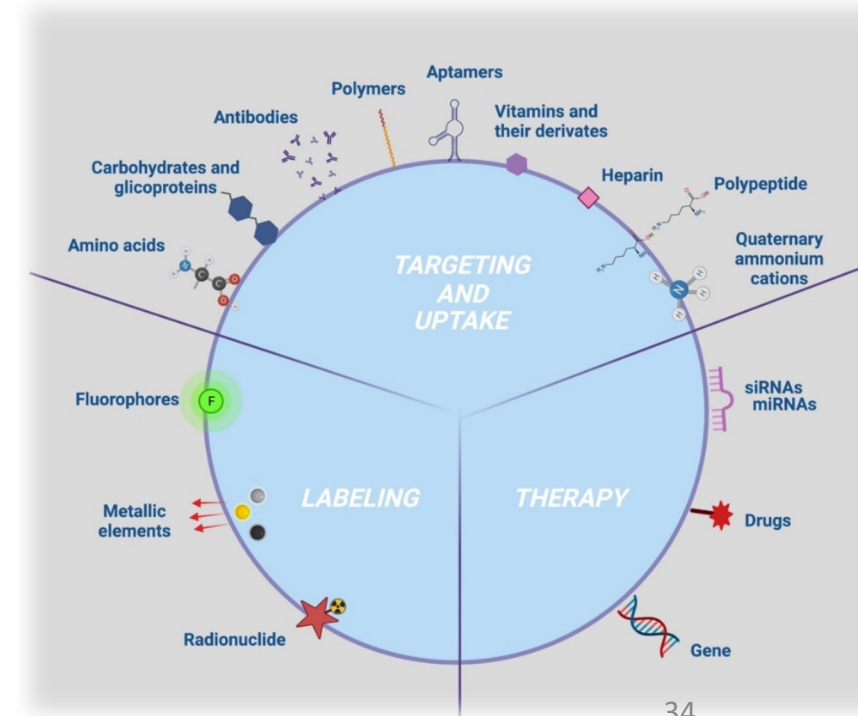 Aptamers
Polymers
Vitamins and
their derivates
Antibodies
Heparin
Carbohydrates and
glicoproteins
Polypeptide
Amino acids
Quaternary
ammonium
cations
TARGETING
AND
UPTAKE
Fluorophores
F
siRNAs
miRNAs
LABELING
THERAPY
Metallic
elements
Drugs
Radionuclide
Gene
34